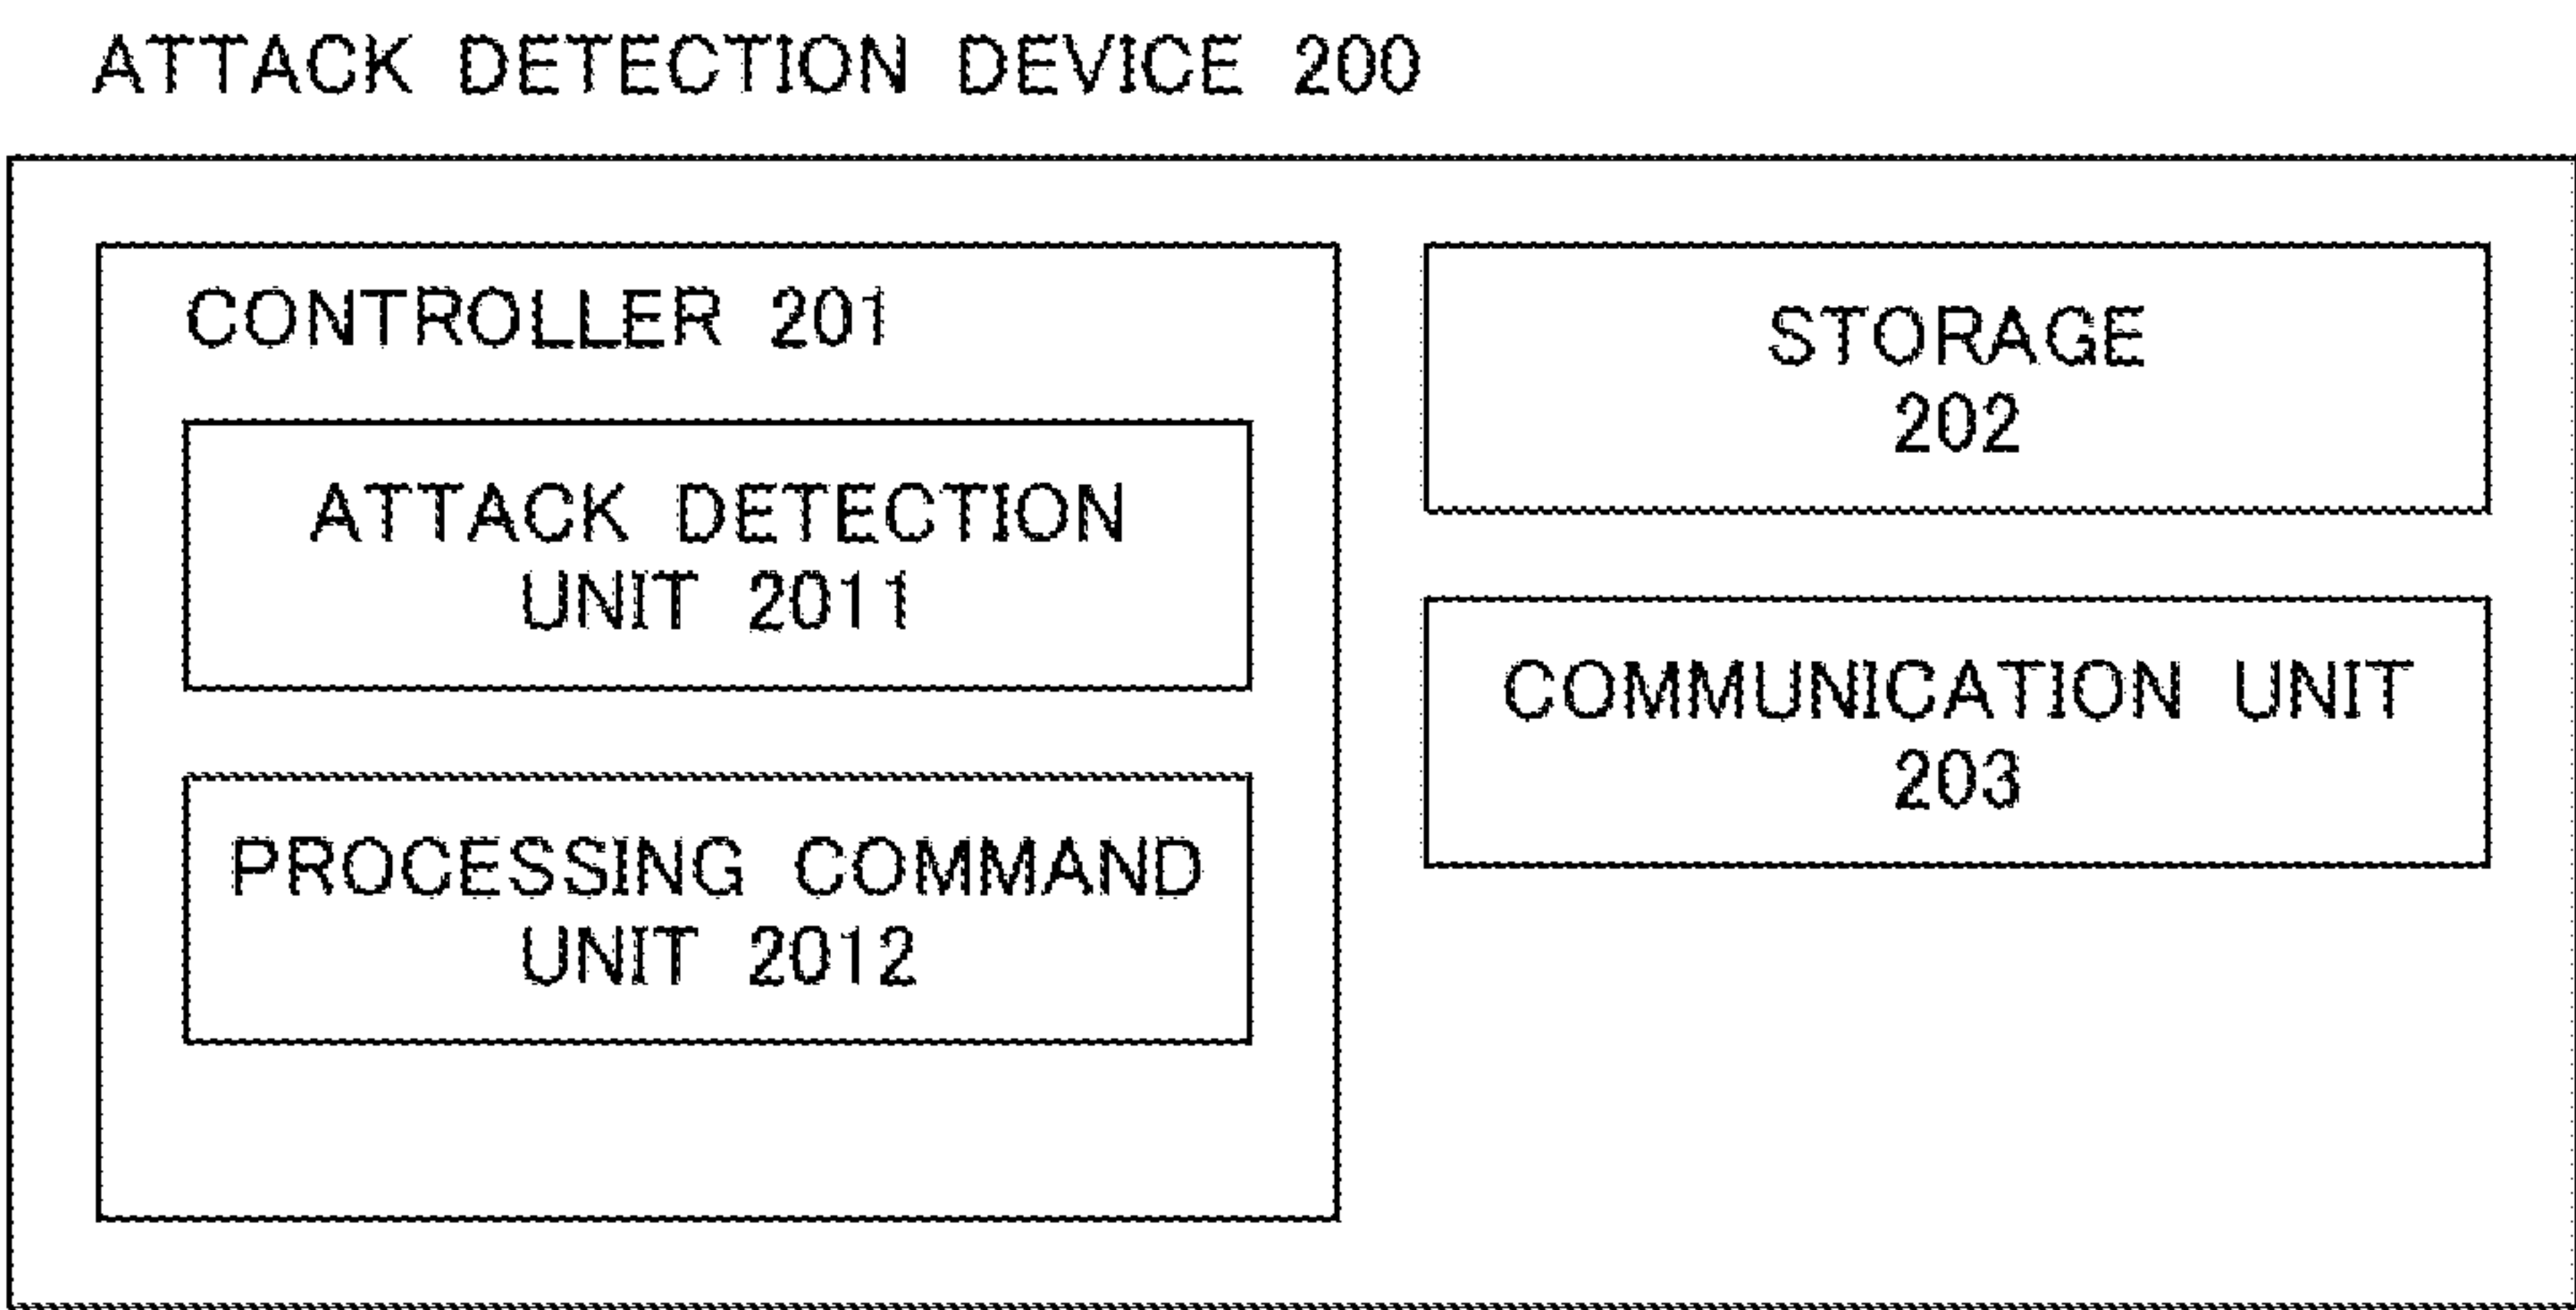 ATTACK DETECTION DEVICE 200
CONTROLLER 201
ATTACK DETECTION
UNIT 2011
PROCESSING COMMAND
UNIT 2012
STORAGE
202
COMMUNICATION UNIT
203